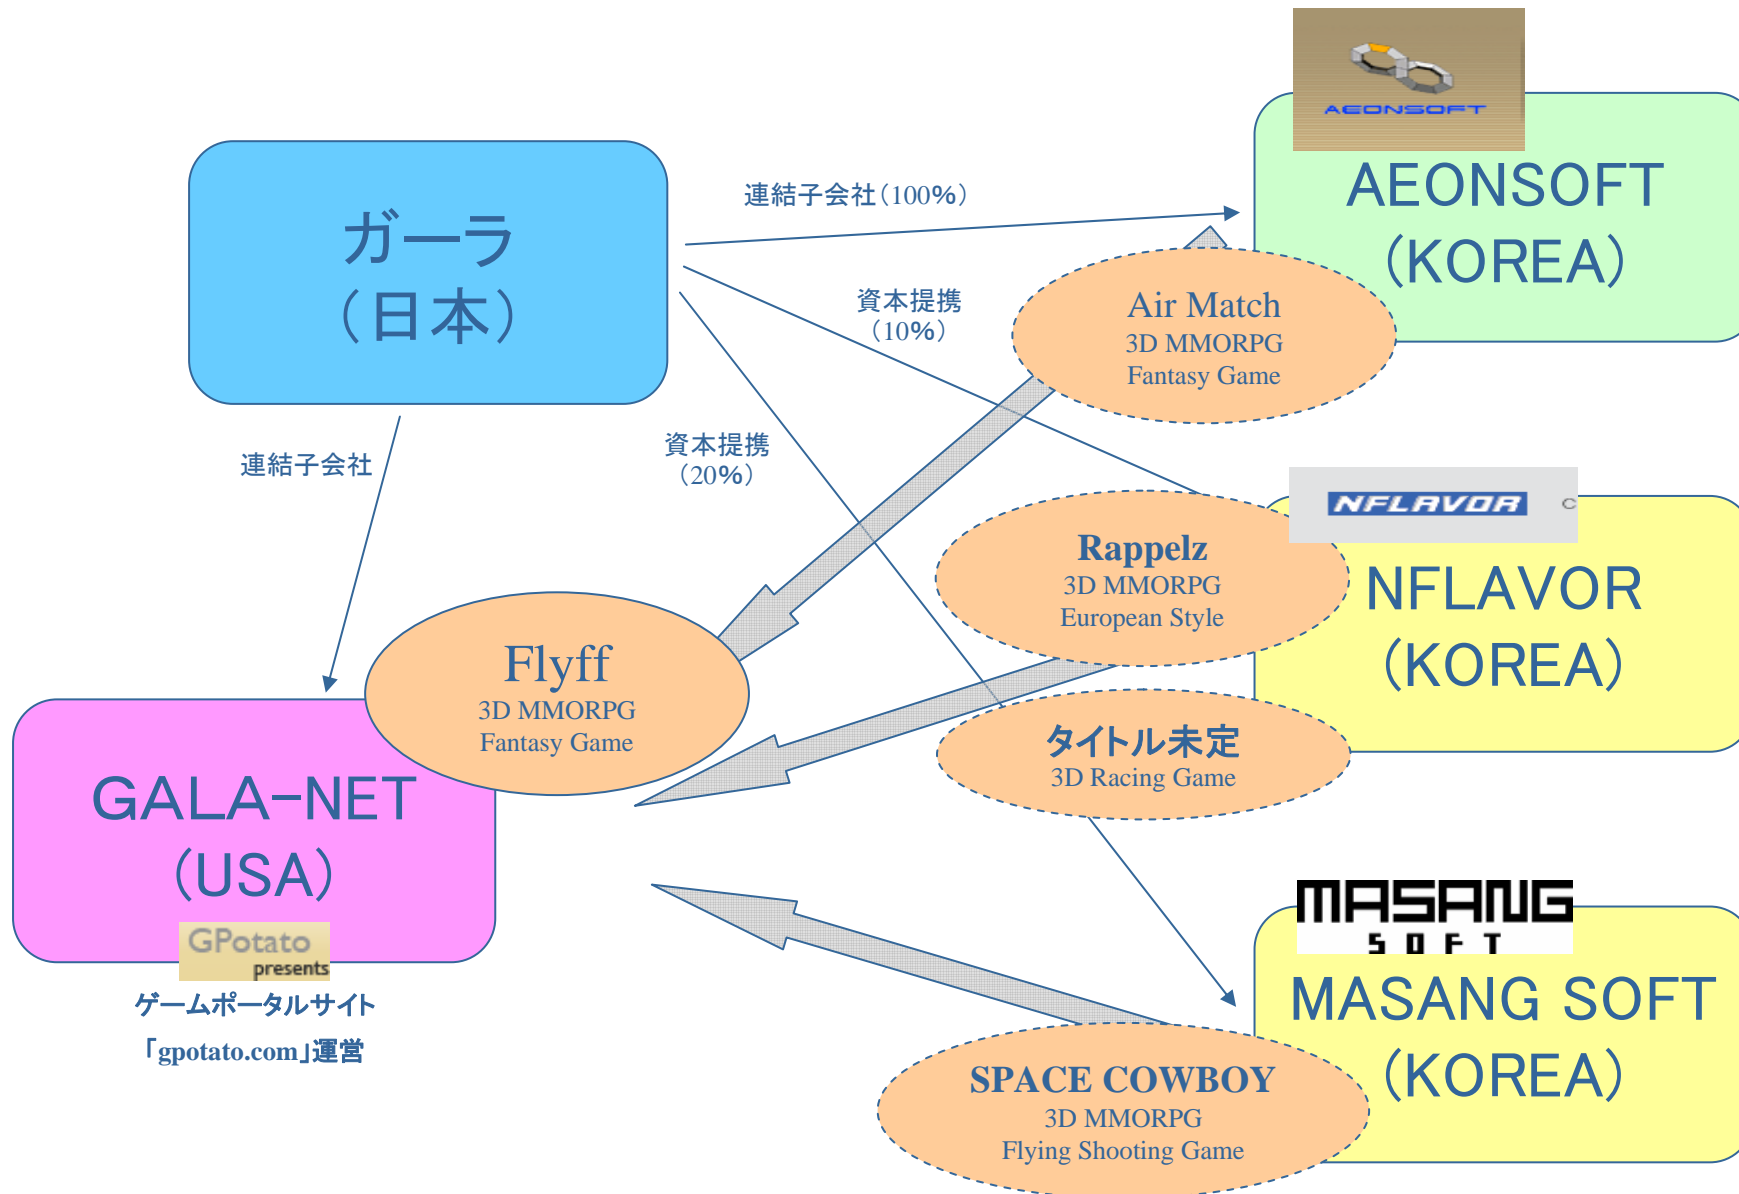 AEONSOFT
AEONSOFT
(KOREA)
ガーラ
(日本)
連結子会社(100%)
資本提携
(10%)
Air Match
3D MMORPG
Fantasy Game
資本提携
(20%)
連結子会社
NFLAVOR
C
NFLAVOR
(KOREA)
Rappelz
3D MMORPG
European Style
Flyff
3D MMORPG
Fantasy Game
タイトル未定
3D Racing Game
GALA-NET
(USA)
GPotato
presents
ゲームポータルサイト
「gpotato.com」運営
MASANG
SOFT
MASANG SOFT
(KOREA)
SPACE COWBOY
3D MMORPG
Flying Shooting Game